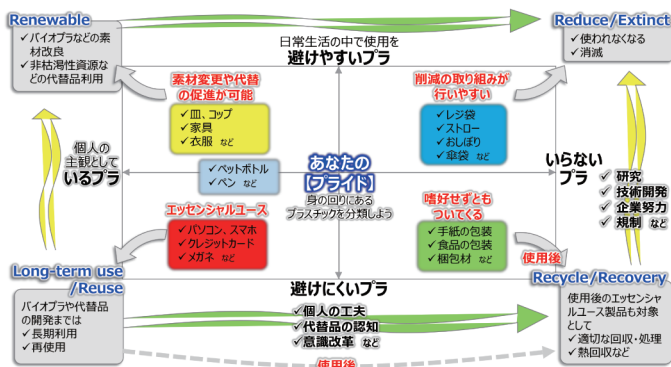 Renewable
✓バイオプラなどの素
材改良
✓非枯渇性資源な
どの代替品利用
日常生活の中で使用を
避けやすいプラ
Reduce/Extinct
✓使われなくなる
✓消滅
素材変更や代替
の促進が可能
✓皿、コップ
✓家具
✓衣服 など
削減の取り組みが
行いやすい
✓レジ袋
✓ストロー
✓おしぼり
✓傘袋 など
個人の
主観として
いるプラ
✓ペットボトル
✓ペン など
あなたの
【プライド】
身の回りにある
プラスチックを分類しよう
いらない
プラ
✓研究
✓技術開発
✓企業努力
✓規制 など
エッセンシャルユース
✓パソコン、スマホ
✓クレジットカード
✓メガネ など
嗜好せずとも
ついてくる
✓手紙の包装
✓食品の包装
✓梱包材 など
使用後
Long-term use
/Reuse
バイオプラや代替品
の開発までは
✓長期利用
✓再使用
避けにくいプラ
✓個人の工夫
✓代替品の認知
✓意識改革 など
使用後
Recycle/Recovery
使用後のエッセンシャ
ルユース製品も対象
として
✓適切な回収・処理
✓熱回収など